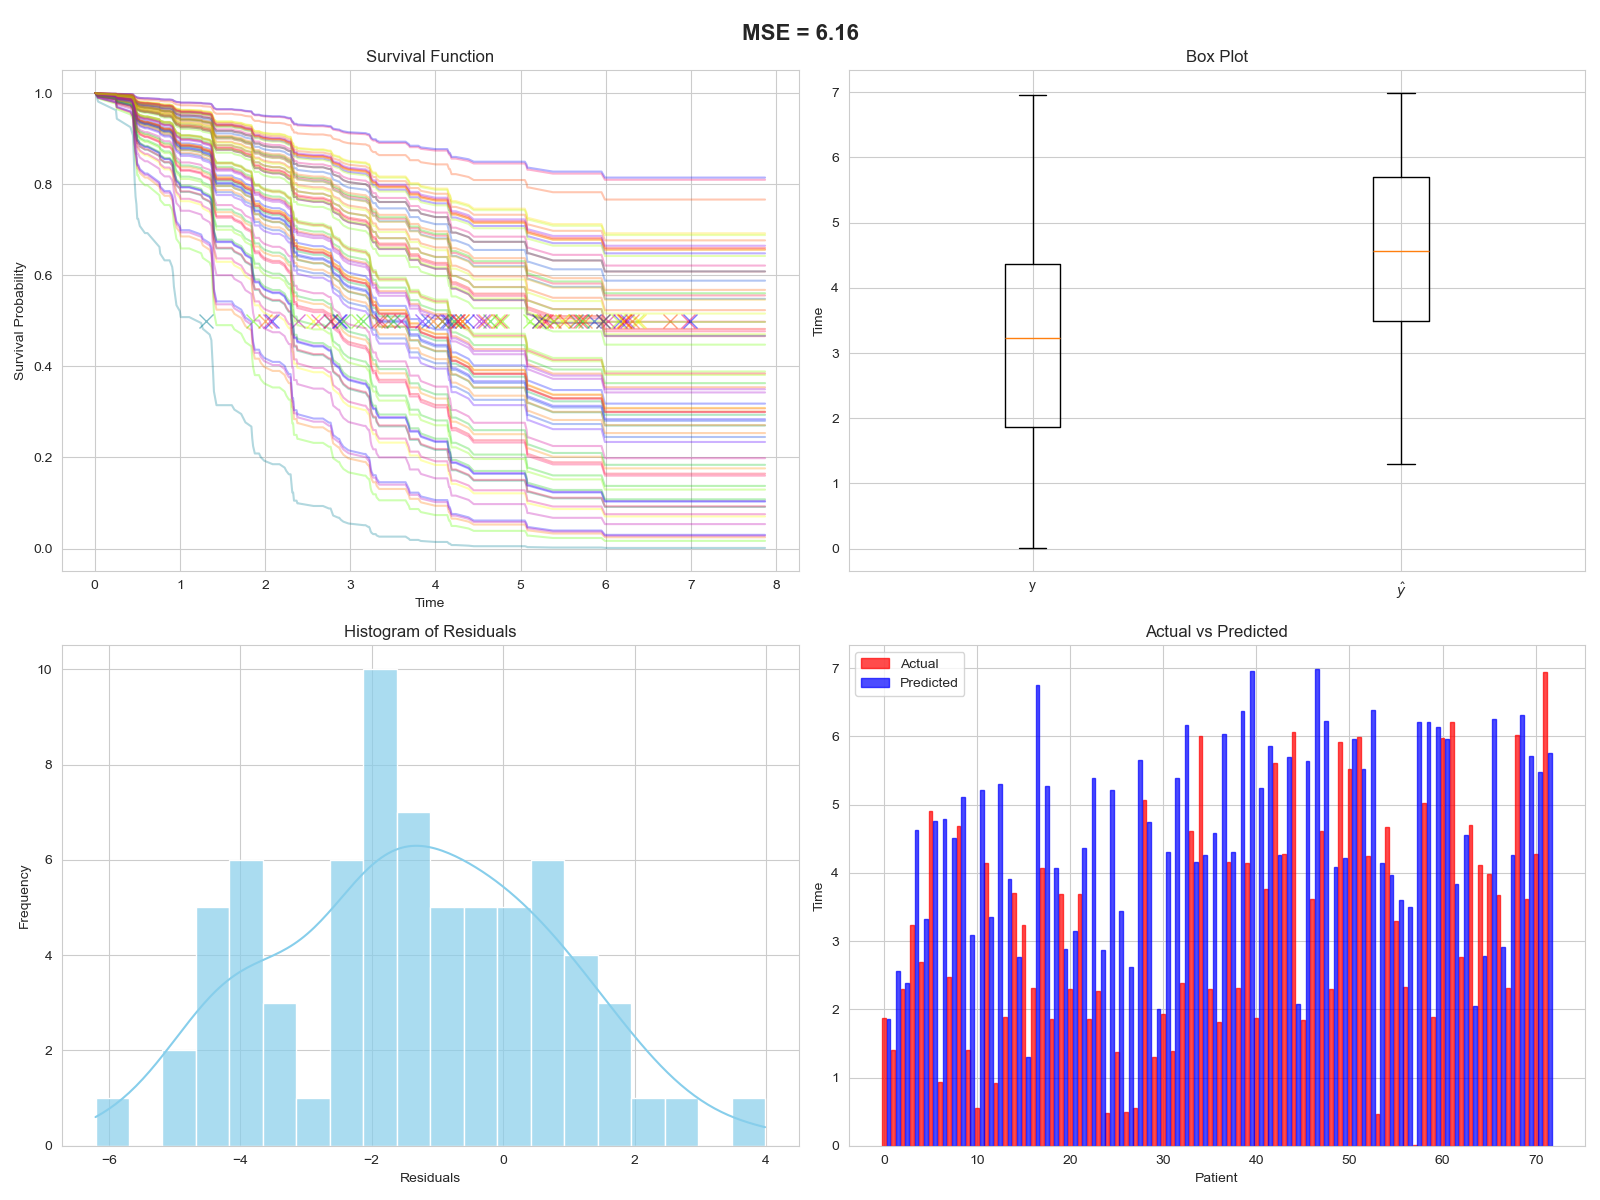 MSE = 6.16
Survival Function
Survival Probability
1.0
0.8
0.6
0.4
0.2
0.0
0 1 2 3 4 5 6 7 8
Time
Box Plot
Time
7
6
5
4
3
2
1
0
y ŷ
Histogram of Residuals
Frequency
10
8
6
4
2
0
−6 −4 −2 0 2 4
Residuals
Actual vs Predicted
Actual
Predicted
Time
7
6
5
4
3
2
1
0
0 10 20 30 40 50 60 70
Patient